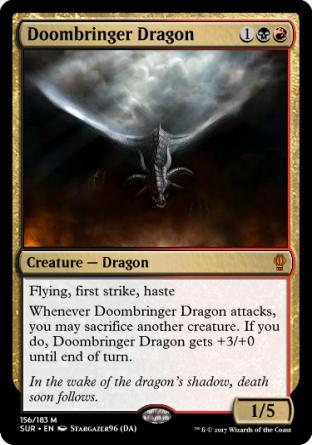 Doombringer Dragon 1
Creature — Dragon
Flying, first strike, haste
Whenever Doombringer Dragon attacks,
you may sacrifice another creature. If you
do, Doombringer Dragon gets +3/+0
until end of turn.
In the wake of the dragon's shadow, death
soon follows.
1/5
156/183 M
SUR • EN Stargazer96 (DA)
™ & © 2017 Wizards of the Coast